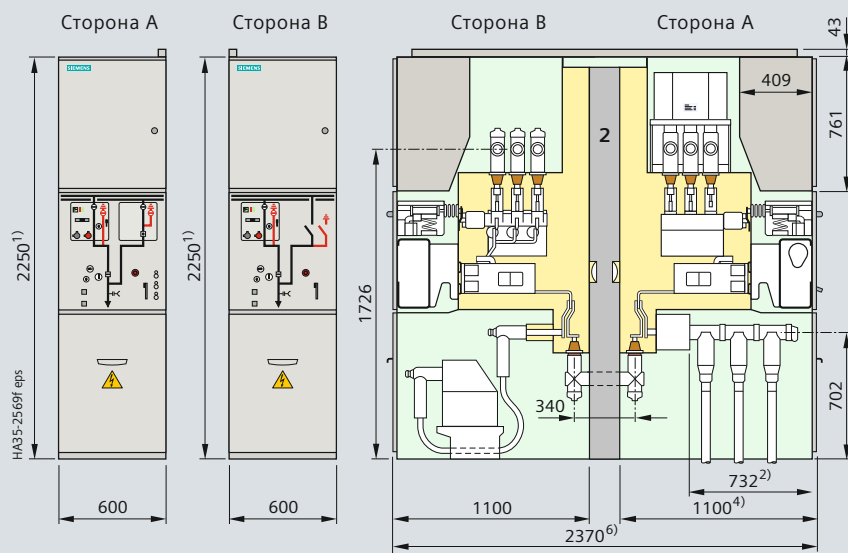 Сторона А
Сторона В
Сторона В
Сторона А
43
SIEMENS
SIEMENS
409
761
2
2250¹⁾
2250¹⁾
1726
702
340
HA35-2569f eps
732²⁾
600
600
1100
1100⁴⁾
2370⁶⁾